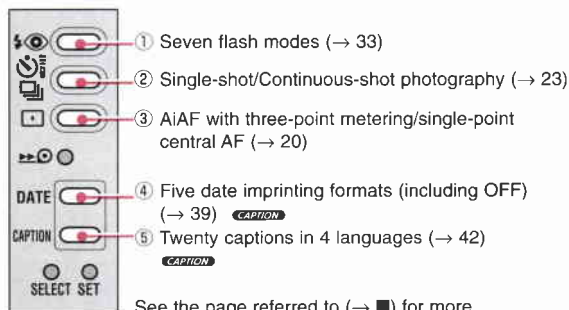 ① Seven flash modes (→ 33)
② Single-shot/Continuous-shot photography (→ 23)
③ AiAF with three-point metering/single-point
central AF (→ 20)
DATE
④ Five date imprinting formats (including OFF)
(→ 39) CAPTION
CAPTION
⑤ Twenty captions in 4 languages (→ 42)
CAPTION
SELECT SET
See the page referred to (→ ■) for more